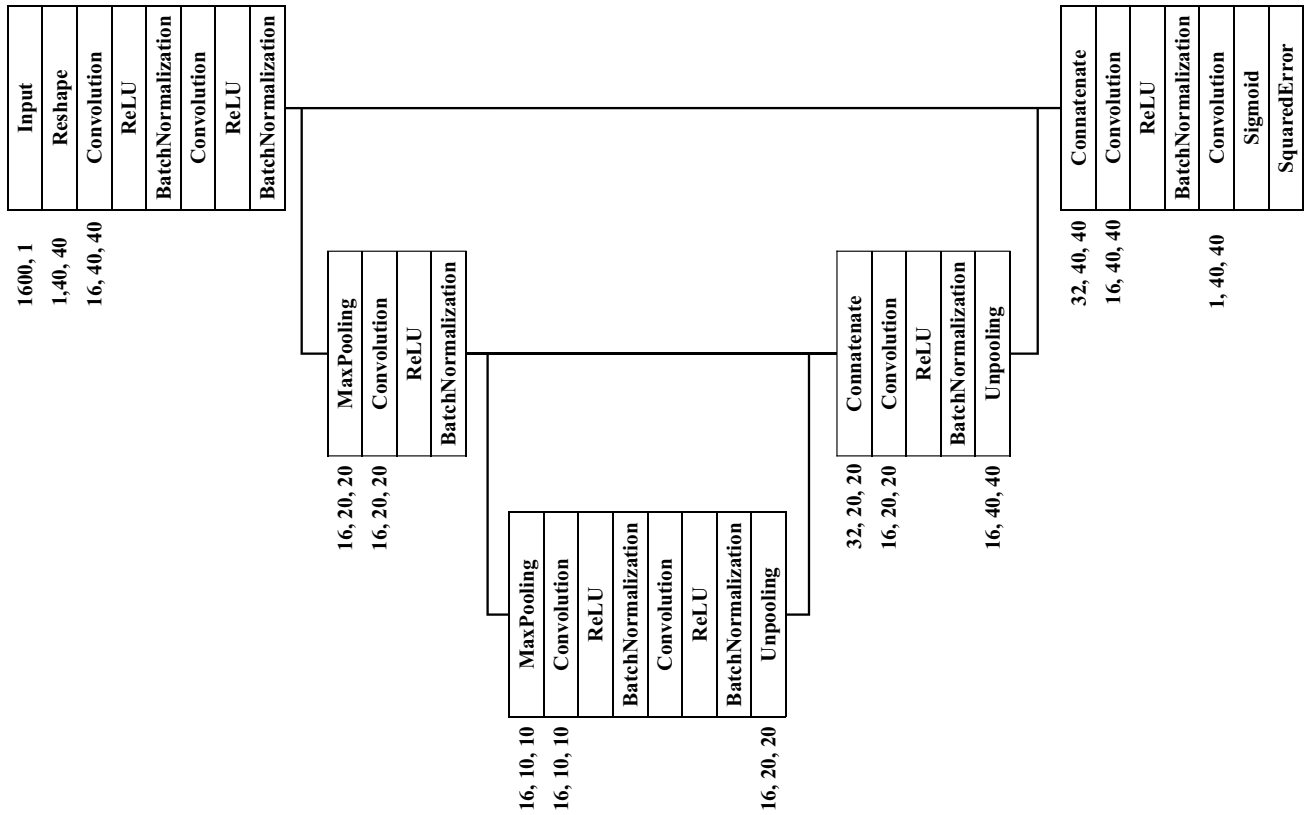 Input
Reshape
Convolution
ReLU
BatchNormalization
Convolution
ReLU
BatchNormalization
1600, 1
1,40, 40
16, 40, 40
MaxPooling
Convolution
ReLU
BatchNormalization
16, 20, 20
16, 20, 20
MaxPooling
Convolution
ReLU
BatchNormalization
Convolution
ReLU
BatchNormalization
Unpooling
16, 10, 10
16, 10, 10
16, 20, 20
Connatenate
Convolution
ReLU
BatchNormalization
Unpooling
32, 20, 20
16, 20, 20
16, 40, 40
Connatenate
Convolution
ReLU
BatchNormalization
Convolution
Sigmoid
SquaredError
32, 40, 40
16, 40, 40
1, 40, 40